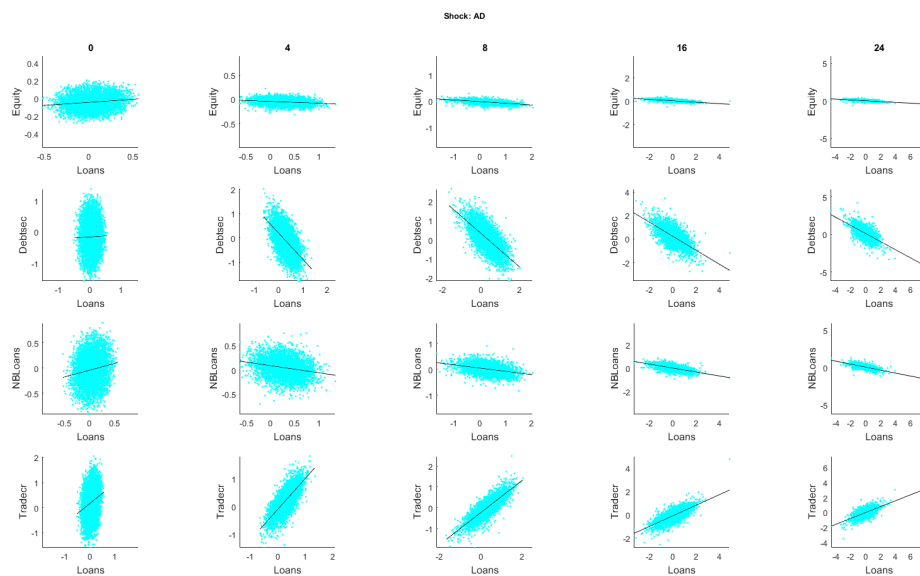 Shock: AD
0 4 8 16 24
0.4 0.2 0 -0.2 -0.4 Equity -0.5 0 0.5 Loans
0.5 0 -0.5 Equity -0.5 0 0.5 1 Loans
1 0 -1 Equity -1 0 1 2 Loans
2 0 -2 Equity -2 0 2 4 Loans
5 0 -5 Equity -4 -2 0 2 4 6 Loans
1 0 -1 Debtsec -1 0 1 Loans
2 1 0 -1 Debtsec -1 0 1 2 Loans
2 1 0 -1 -2 Debtsec -1 0 1 2 Loans
4 2 0 -2 Debtsec -2 0 2 4 Loans
5 0 -5 Debtsec -4 -2 0 2 4 6 Loans
0.5 0 -0.5 NBLoans -0.5 0 0.5 Loans
0.5 0 -0.5 NBLoans -0.5 0 0.5 1 Loans
1 0 -1 NBLoans -1 0 1 2 Loans
2 0 -2 NBLoans -2 0 2 4 Loans
5 0 -5 NBLoans -4 -2 0 2 4 6 Loans
2 1 0 -1 Tradecr -1 0 1 Loans
2 1 0 -1 Tradecr -1 0 1 2 Loans
2 1 0 -1 Tradecr -1 0 1 2 Loans
4 2 0 -2 Tradecr -2 0 2 4 Loans
6 4 2 0 -2 -4 Tradecr -4 -2 0 2 4 6 Loans